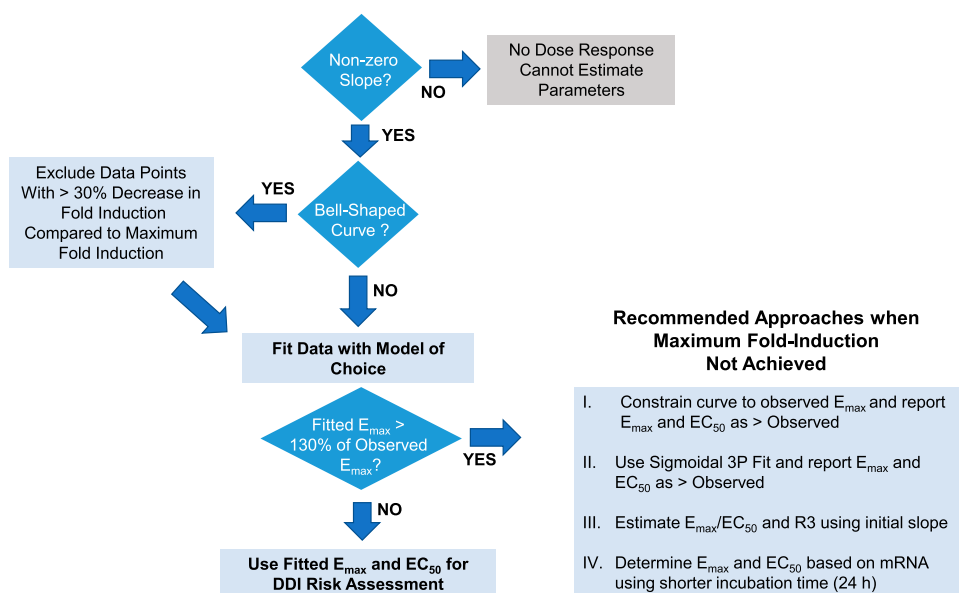 Non-zero
Slope?
NO
No Dose Response
Cannot Estimate
Parameters
YES
Exclude Data Points
With > 30% Decrease in
Fold Induction
Compared to Maximum
Fold Induction
YES
Bell-Shaped
Curve ?
NO
Fit Data with Model of
Choice
Fitted Emax >
130% of Observed
Emax?
YES
NO
Use Fitted Emax and EC50 for
DDI Risk Assessment
Recommended Approaches when
Maximum Fold-Induction
Not Achieved
I. Constrain curve to observed Emax and report
Emax and EC50 as > Observed
II. Use Sigmoidal 3P Fit and report Emax and
EC50 as > Observed
III. Estimate Emax/EC50 and R3 using initial slope
IV. Determine Emax and EC50 based on mRNA
using shorter incubation time (24 h)